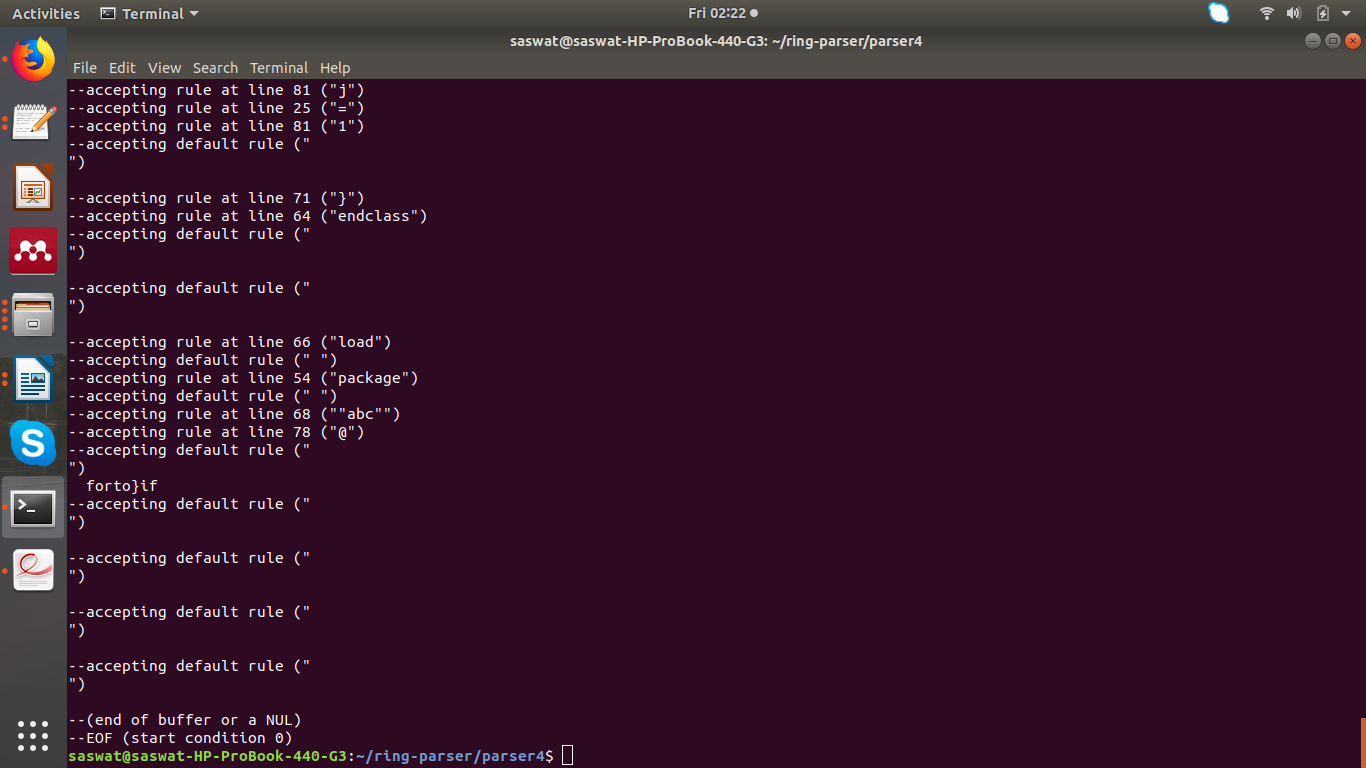 Activities Terminal Fri 02:22
saswat@saswat-HP-ProBook-440-G3: ~/ring-parser/parser4
File Edit View Search Terminal Help
--accepting rule at line 81 ("j")
--accepting rule at line 25 ("=")
--accepting rule at line 81 ("1")
--accepting default rule ("
")
--accepting rule at line 71 ("}")
--accepting rule at line 64 ("endclass")
--accepting default rule ("
")
--accepting default rule ("
")
--accepting rule at line 66 ("load")
--accepting default rule (" ")
--accepting rule at line 54 ("package")
--accepting default rule (" ")
--accepting rule at line 68 (""abc"")
--accepting rule at line 78 ("@")
--accepting default rule ("
")
forto}if
--accepting default rule ("
")
--accepting default rule ("
")
--accepting default rule ("
")
--accepting default rule ("
")
--(end of buffer or a NUL)
--EOF (start condition 0)
saswat@saswat-HP-ProBook-440-G3:~/ring-parser/parser4$